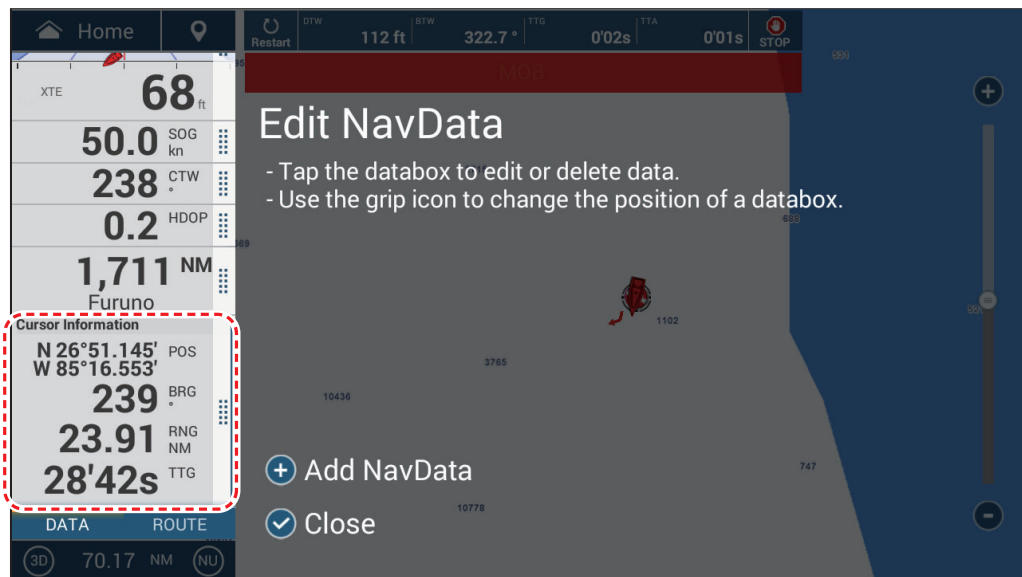 Home
Restart
DTW
112 ft
BTW
322.7 °
TTG
0'02s
TTA
0'01s
STOP
MOB
XTE
68 ft
50.0 SOG kn
238 CTW °
0.2 HDOP
1,711 NM
Furuno
Cursor Information
N 26°51.145' POS
W 85°16.553'
239 BRG °
23.91 RNG NM
28'42s TTG
DATA ROUTE
3D 70.17 NM NU
Edit NavData
- Tap the databox to edit or delete data.
- Use the grip icon to change the position of a databox.
688
1102
3765
10436
747
10778
Add NavData
Close